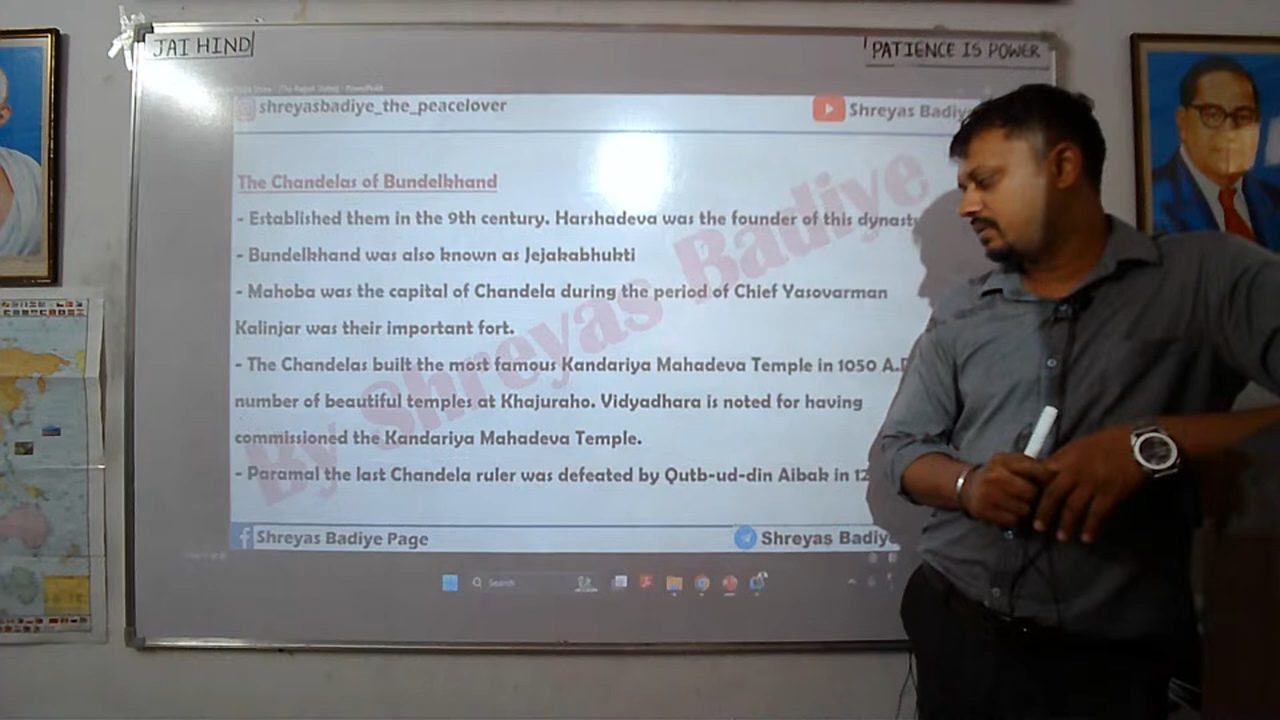 JAI HIND
PATIENCE IS POWER
shreyasbadiye_the_peacelover
Shreyas Badiye
The Chandelas of Bundelkhand
- Established them in the 9th century. Harshadeva was the founder of this dynasty
- Bundelkhand was also known as Jejakabhukti
- Mahoba was the capital of Chandela during the period of Chief Yasovarman
Kalinjar was their important fort.
- The Chandelas built the most famous Kandariya Mahadeva Temple in 1050 A.D
number of beautiful temples at Khajuraho. Vidyadhara is noted for having
commissioned the Kandariya Mahadeva Temple.
- Paramal the last Chandela ruler was defeated by Qutb-ud-din Aibak in 12
By Shreyas Badiye
Shreyas Badiye Page
Shreyas Badiye
Search